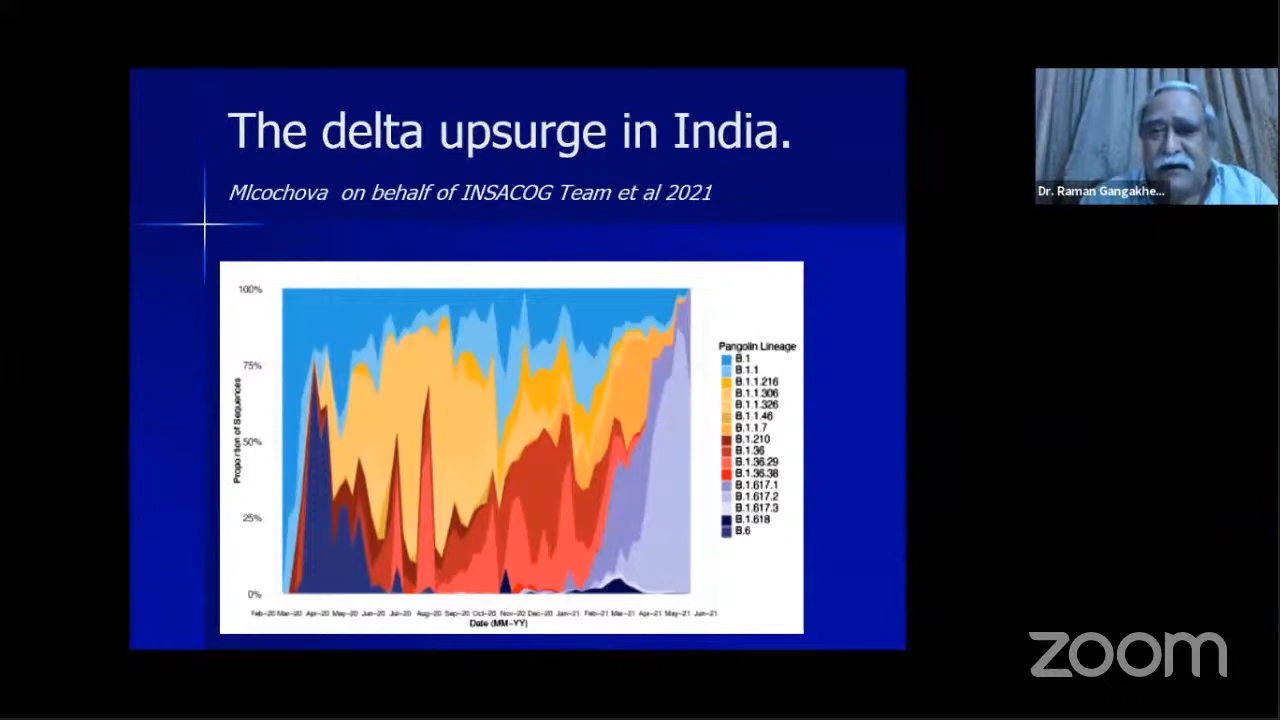 The delta upsurge in India.
Mlcochova on behalf of INSACOG Team et al 2021
Dr. Raman Gangakhe...
100%
75%
50%
25%
0%
Proportion of Sequences
Feb-20 Mar-20 Apr-20 May-20 Jun-20 Jul-20 Aug-20 Sep-20 Oct-20 Nov-20 Dec-20 Jan-21 Feb-21 Mar-21 Apr-21 May-21 Jun-21
Date (MM-YY)
Pangolin Lineage
B.1
B.1.1
B.1.1.216
B.1.1.306
B.1.1.326
B.1.1.46
B.1.1.7
B.1.210
B.1.36
B.1.36.29
B.1.36.38
B.1.617.1
B.1.617.2
B.1.617.3
B.1.618
B.6
zoom